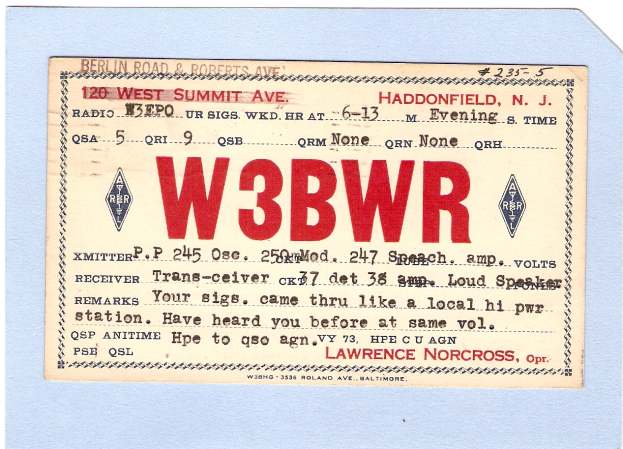 BERLIN ROAD & ROBERTS AVE.
# 235-5
120 WEST SUMMIT AVE. HADDONFIELD, N. J.
RADIO W3EPO UR SIGS. WKD. HR AT 6-13 M Evening S. TIME
QSA 5 QRI 9 QSB QRM None QRN None QRH
W3BWR
A R R L
A R R L
XMITTER P.P 245 Osc. 250 Mod. 247 Speach. amp. VOLTS
RECEIVER Trans-ceiver CKT 37 det 38 amp. Loud Speaker
REMARKS Your sigs. came thru like a local hi pwr
station. Have heard you before at same vol.
QSP ANITIME Hpe to qso agn. VY 73, HPE C U AGN
PSE QSL LAWRENCE NORCROSS, Opr.
W3BHG - 3536 ROLAND AVE., BALTIMORE.